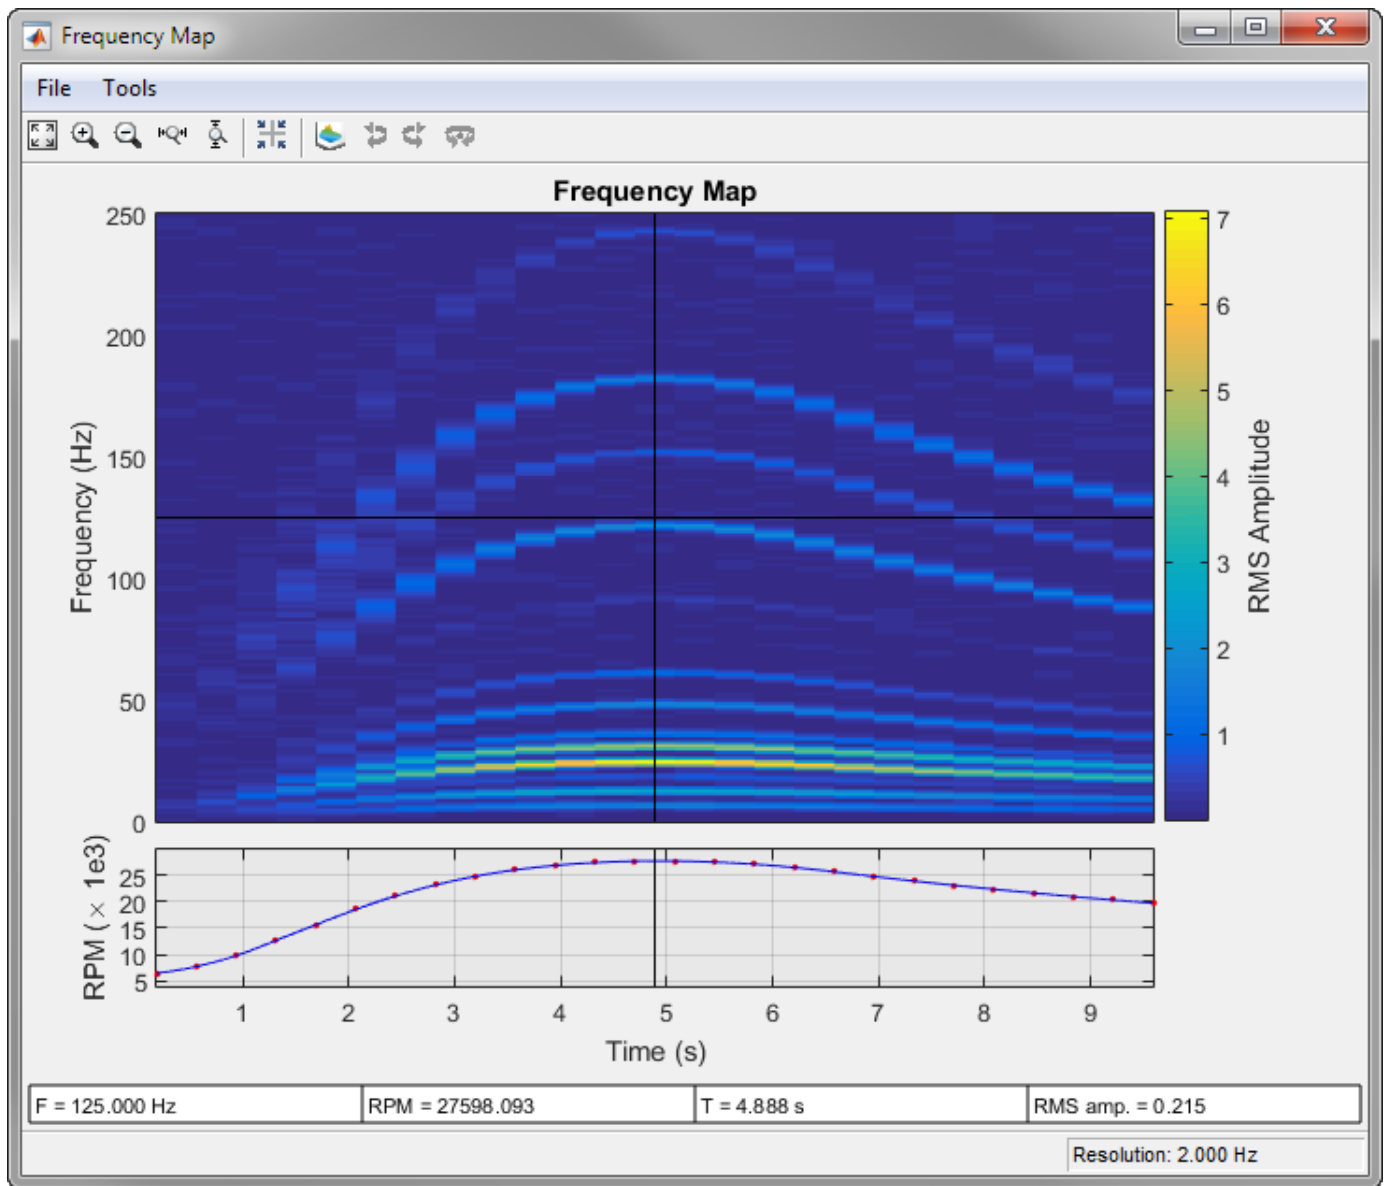 Frequency Map
File Tools
Frequency Map
250
200
150
100
50
0
Frequency (Hz)
7
6
5
4
3
2
1
RMS Amplitude
25
20
15
10
5
RPM ( × 1e3)
1 2 3 4 5 6 7 8 9
Time (s)
F = 125.000 Hz RPM = 27598.093 T = 4.888 s RMS amp. = 0.215
Resolution: 2.000 Hz